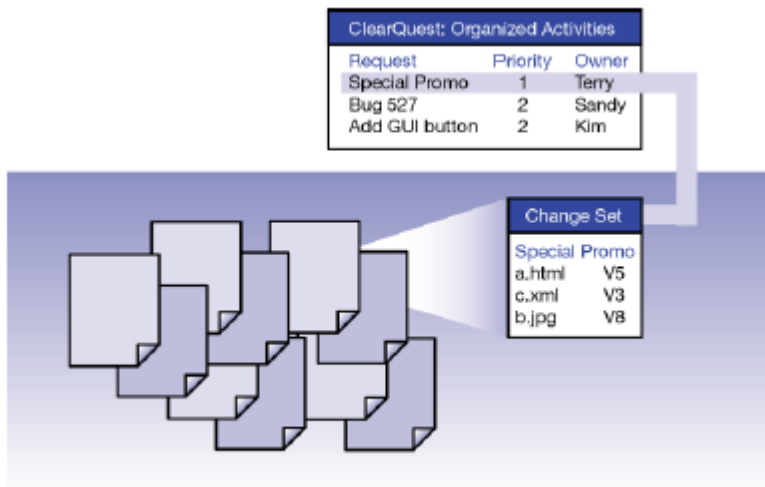 ClearQuest: Organized Activities
Request Priority Owner
Special Promo 1 Terry
Bug 527 2 Sandy
Add GUI button 2 Kim
Change Set
Special Promo
a.html V5
c.xml V3
b.jpg V8